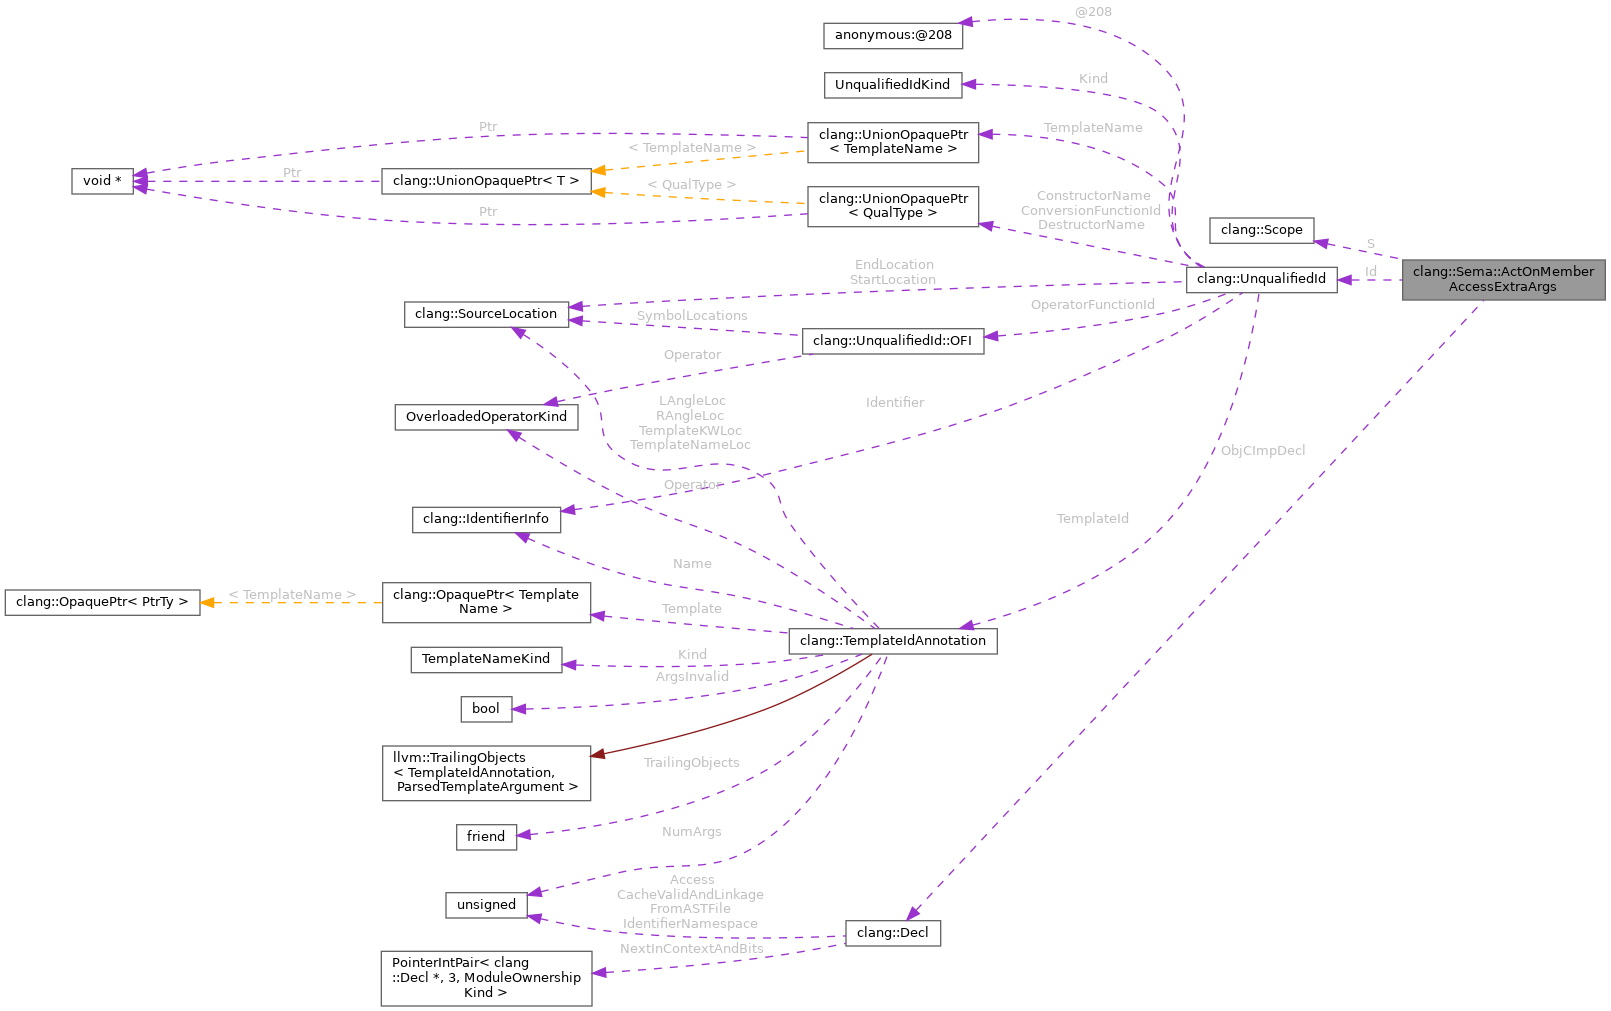 @208
anonymous:@208
Kind
UnqualifiedIdKind
Ptr
TemplateName
clang::UnionOpaquePtr
< TemplateName >
< TemplateName >
void *
Ptr
clang::UnionOpaquePtr< T >
< QualType >
clang::UnionOpaquePtr
< QualType >
Ptr
ConstructorName
ConversionFunctionId
DestructorName
clang::Scope
S
clang::Sema::ActOnMember
AccessExtraArgs
Id
clang::UnqualifiedId
EndLocation
StartLocation
clang::SourceLocation
SymbolLocations
OperatorFunctionId
clang::UnqualifiedId::OFI
Operator
OverloadedOperatorKind
LAngleLoc
RAngleLoc
TemplateKWLoc
TemplateNameLoc
Identifier
ObjCImpDecl
Operator
clang::IdentifierInfo
TemplateId
Name
clang::OpaquePtr< PtrTy >
< TemplateName >
clang::OpaquePtr< Template
Name >
Template
clang::TemplateIdAnnotation
TemplateNameKind
Kind
ArgsInvalid
bool
llvm::TrailingObjects
< TemplateIdAnnotation,
ParsedTemplateArgument >
TrailingObjects
friend
NumArgs
unsigned
Access
CacheValidAndLinkage
FromASTFile
IdentifierNamespace
clang::Decl
NextInContextAndBits
PointerIntPair< clang
::Decl *, 3, ModuleOwnership
Kind >